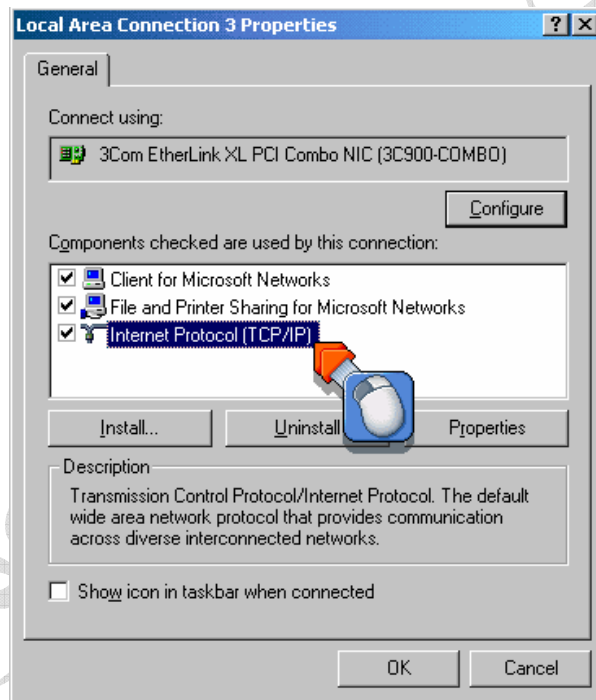 Local Area Connection 3 Properties
General
Connect using:
3Com EtherLink XL PCI Combo NIC (3C900-COMBO)
Configure
Components checked are used by this connection:
Client for Microsoft Networks
File and Printer Sharing for Microsoft Networks
Internet Protocol (TCP/IP)
Install... Uninstall Properties
Description
Transmission Control Protocol/Internet Protocol. The default
wide area network protocol that provides communication
across diverse interconnected networks.
Show icon in taskbar when connected
OK Cancel